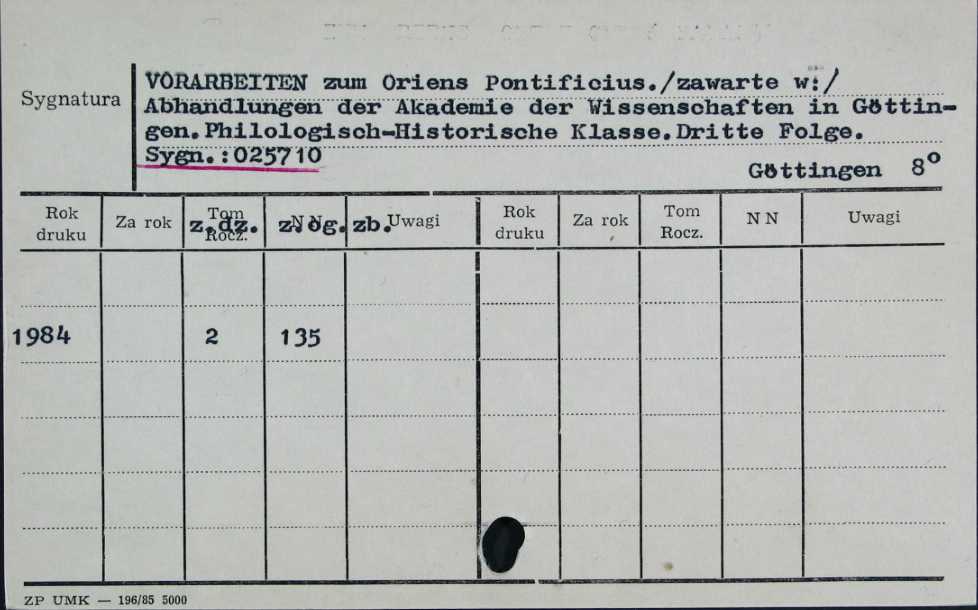 Sygnatura
VORARBEITEN zum Oriens Pontificius./zawarte w:/
Abhandlungen der Akademie der Wissenschaften in Göttin-
gen.Philologisch-Historische Klasse.Dritte Folge.
Sygn.:025710
Göttingen 8º
Rok druku Za rok Tom Rocz. N N Uwagi Rok druku Za rok Tom Rocz. N N Uwagi
z.dz. zb.
1984 2 135
ZP UMK — 196/85 5000